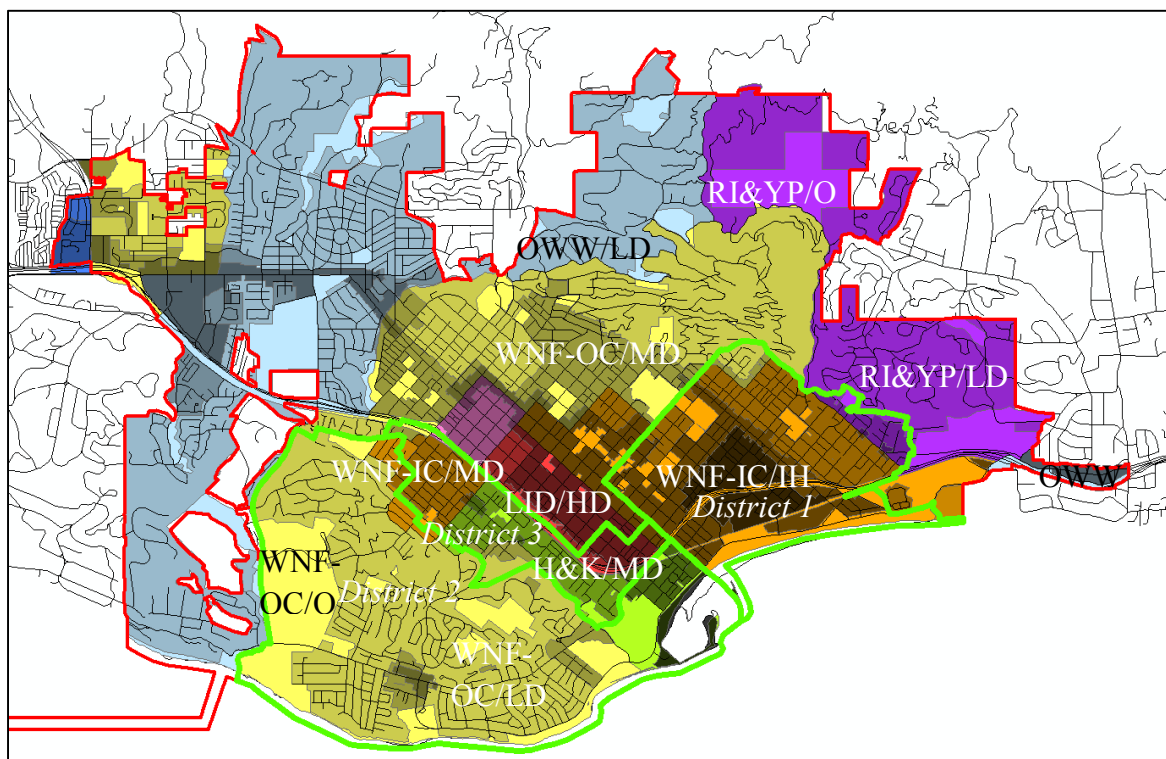 RI&YP/O
OWW/LD
WNF-OC/MD
RI&YP/LD
WNF-IC/MD
WNF-IC/IH
OWW
LID/HD
District 1
District 3
H&K/MD
WNF-
OC/O
District 2
WNF-
OC/LD